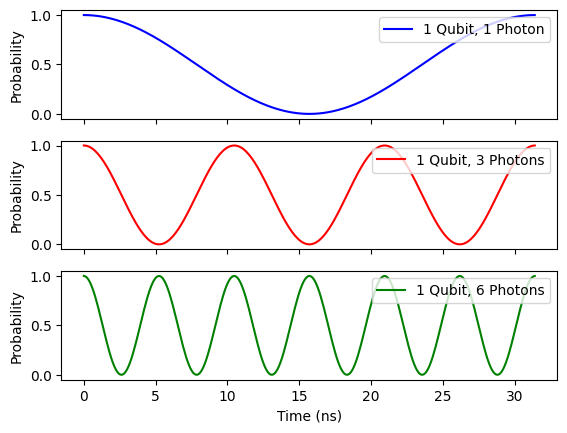 1.0
0.5
0.0
Probability
1 Qubit, 1 Photon
1.0
0.5
0.0
Probability
1 Qubit, 3 Photons
1.0
0.5
0.0
Probability
1 Qubit, 6 Photons
0 5 10 15 20 25 30
Time (ns)